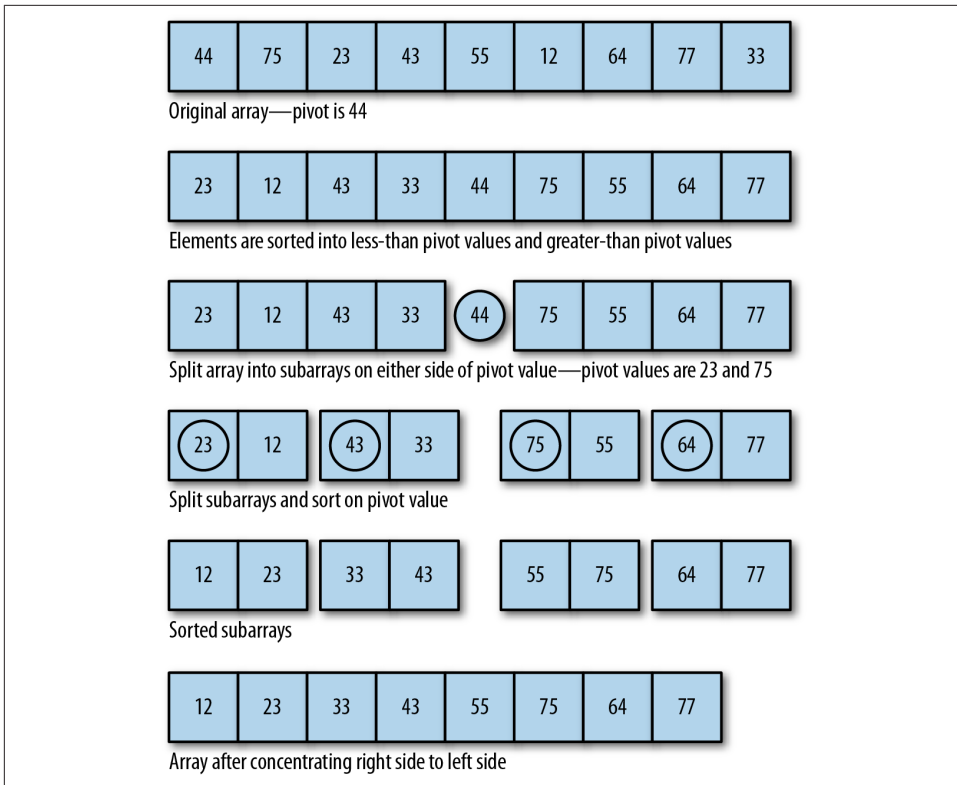 44 75 23 43 55 12 64 77 33
Original array—pivot is 44
23 12 43 33 44 75 55 64 77
Elements are sorted into less-than pivot values and greater-than pivot values
23 12 43 33 44 75 55 64 77
Split array into subarrays on either side of pivot value—pivot values are 23 and 75
23 12 43 33 75 55 64 77
Split subarrays and sort on pivot value
12 23 33 43 55 75 64 77
Sorted subarrays
12 23 33 43 55 75 64 77
Array after concentrating right side to left side